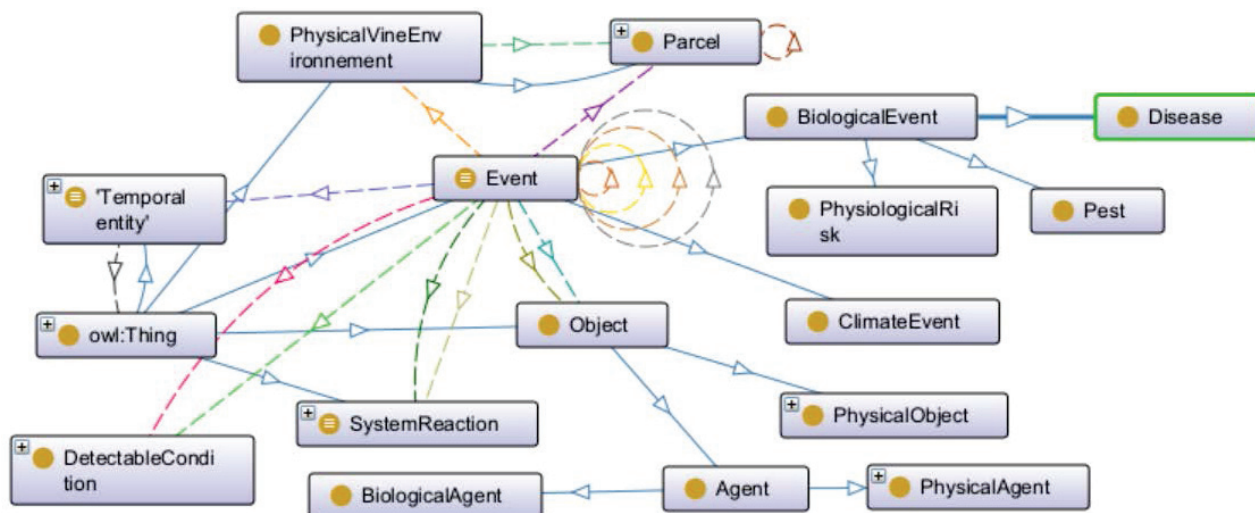 PhysicalVineEnv
ironnement
Parcel
BiologicalEvent
Disease
Event
'Temporal
entity'
PhysiologicalRi
sk
Pest
owl:Thing
Object
ClimateEvent
SystemReaction
PhysicalObject
DetectableCondi
tion
BiologicalAgent
Agent
PhysicalAgent